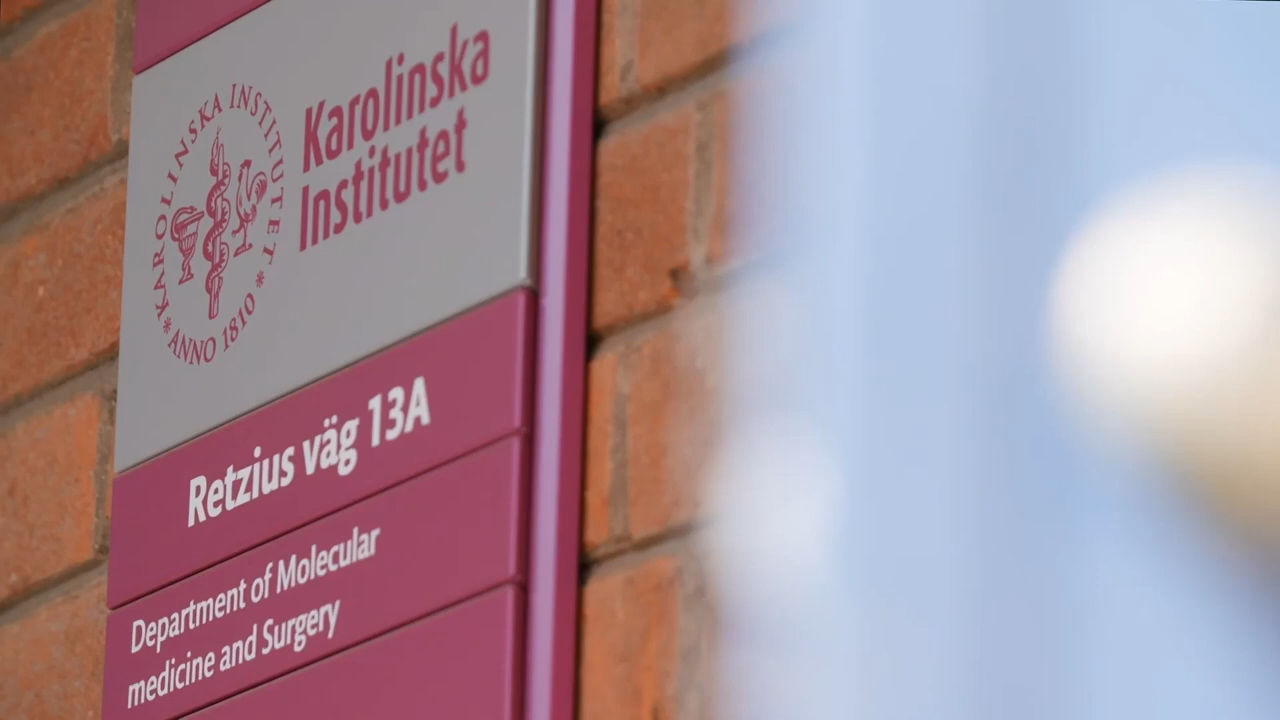 KAROLINSKA INSTITUTET * ANNO 1810 *
Karolinska
Institutet
Retzius väg 13A
Department of Molecular
medicine and Surgery